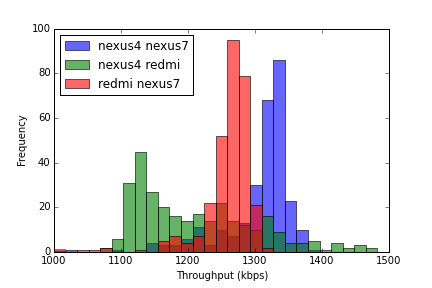 100
80
60
40
20
0
Frequency
nexus4 nexus7
nexus4 redmi
redmi nexus7
1000 1100 1200 1300 1400 1500
Throughput (kbps)